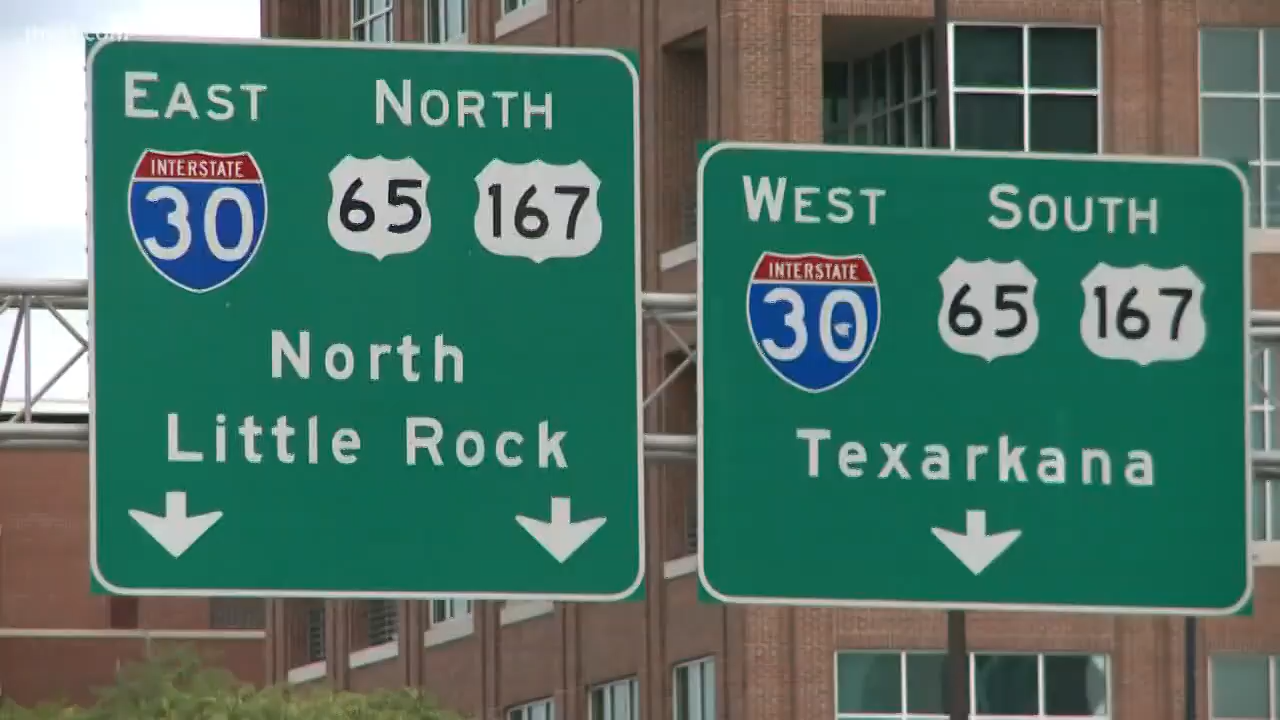 EAST NORTH
INTERSTATE
30 65 167
North
Little Rock
WEST SOUTH
INTERSTATE
30 65 167
Texarkana